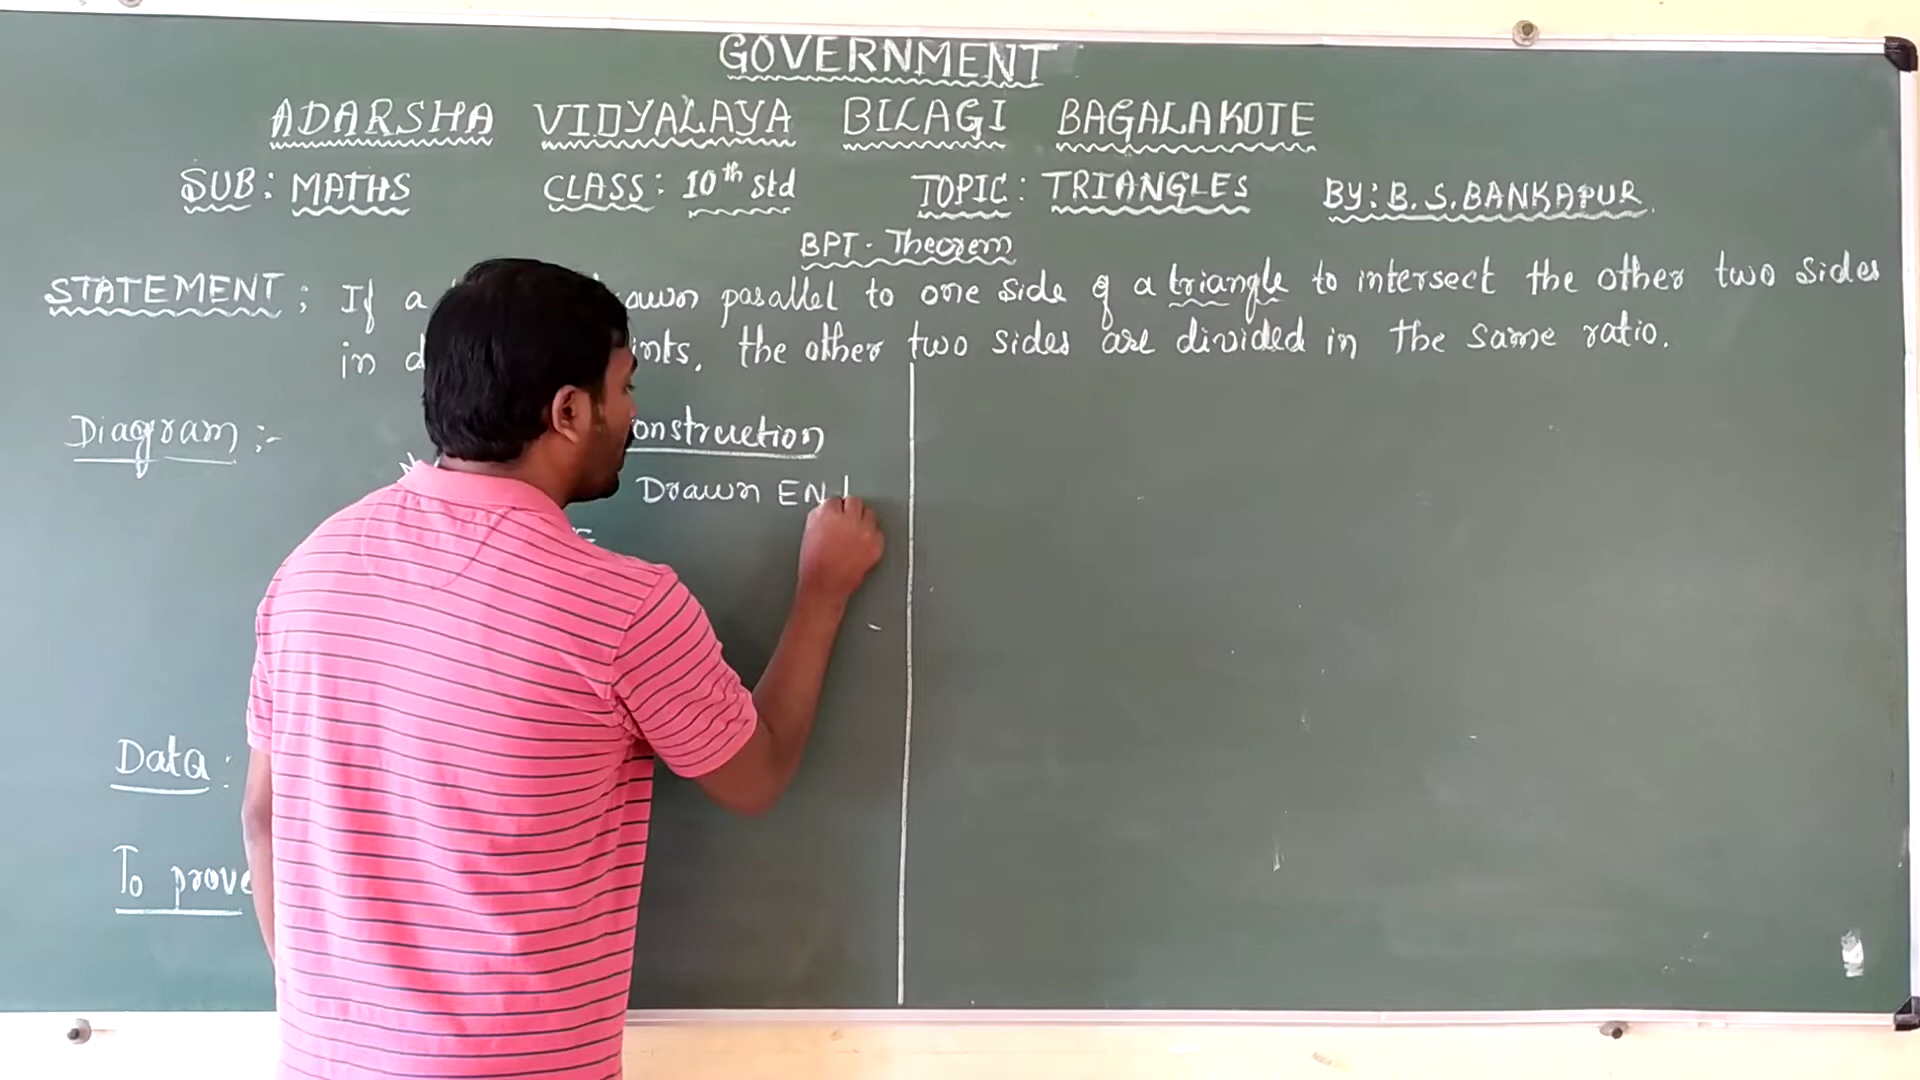 GOVERNMENT
ADARSHA VIDYALAYA BILAGI BAGALAKOTE
SUB: MATHS CLASS: 10th std TOPIC: TRIANGLES BY: B. S. BANKAPUR.
BPT - Theorem
STATEMENT: If a parallel to one side of a triangle to intersect the other two sides
in the other two sides are divided in the same ratio.
Diagram :-
onstruction
Drawn EN
Data :
To prove